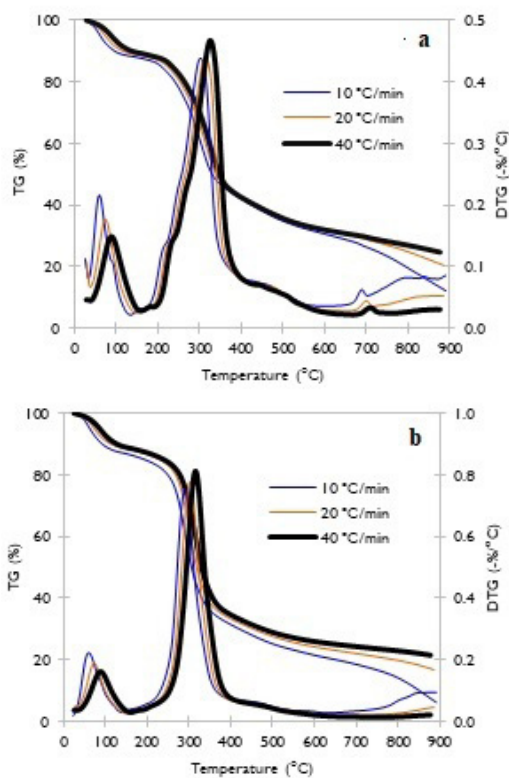 a
100
80
60
40
20
0
TG (%)
0.5
0.4
0.3
0.2
0.1
0.0
DTG (-%/°C)
10 °C/min
20 °C/min
40 °C/min
0 100 200 300 400 500 600 700 800 900
Temperature (°C)
b
100
80
60
40
20
0
TG (%)
1.0
0.8
0.6
0.4
0.2
0.0
DTG (-%/°C)
10 °C/min
20 °C/min
40 °C/min
0 100 200 300 400 500 600 700 800 900
Temperature (°C)